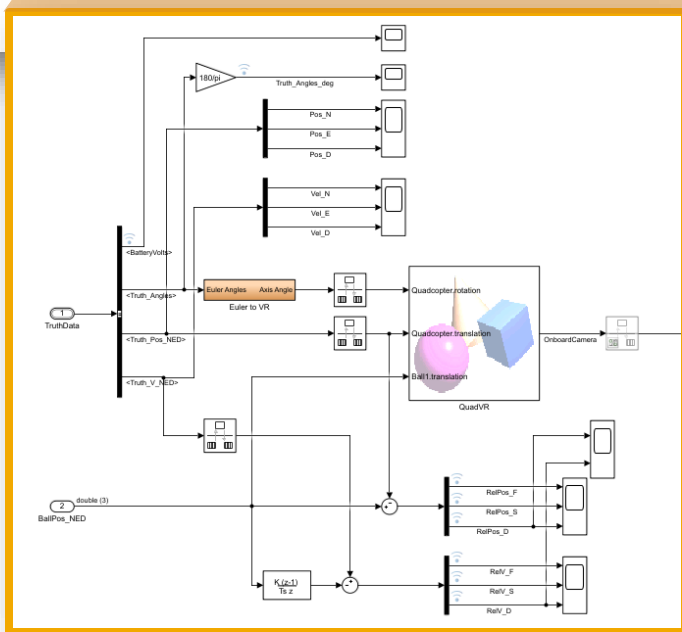 180/pi
Truth_Angles_deg
Pos_N
Pos_E
Pos_D
Vel_N
Vel_E
Vel_D
<BatteryVolts>
<Truth_Angles>
Euler Angles Axis Angle
Euler to VR
Quadcopter.rotation
1
TruthData
<Truth_Pos_NED>
Quadcopter.translation
OnboardCamera
<Truth_V_NED>
Ball1.translation
QuadVR
2
double (3)
BallPos_NED
RelPos_F
RelPos_S
RelPos_D
K (z-1)
Ts z
RelV_F
RelV_S
RelV_D